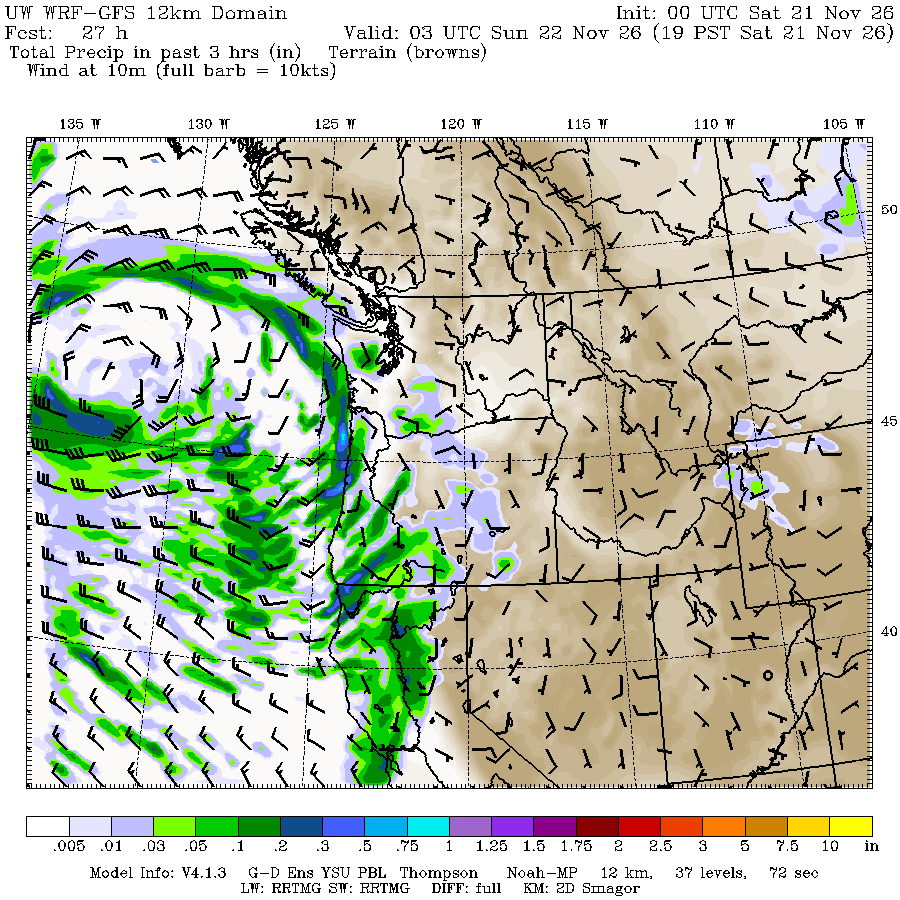 UW WRF-GFS 12km Domain Init: 00 UTC Sat 21 Nov 26
Fcst: 27 h Valid: 03 UTC Sun 22 Nov 26 (19 PST Sat 21 Nov 26)
Total Precip in past 3 hrs (in) Terrain (browns)
Wind at 10m (full barb = 10kts)
135 W 130 W 125 W 120 W 115 W 110 W 105 W
50
45
40
.005 .01 .03 .05 .1 .2 .3 .5 .75 1 1.25 1.5 1.75 2 2.5 3 5 7.5 10 in
Model Info: V4.1.3 G-D Ens YSU PBL Thompson Noah-MP 12 km, 37 levels, 72 sec
LW: RRTMG SW: RRTMG DIFF: full KM: 2D Smagor